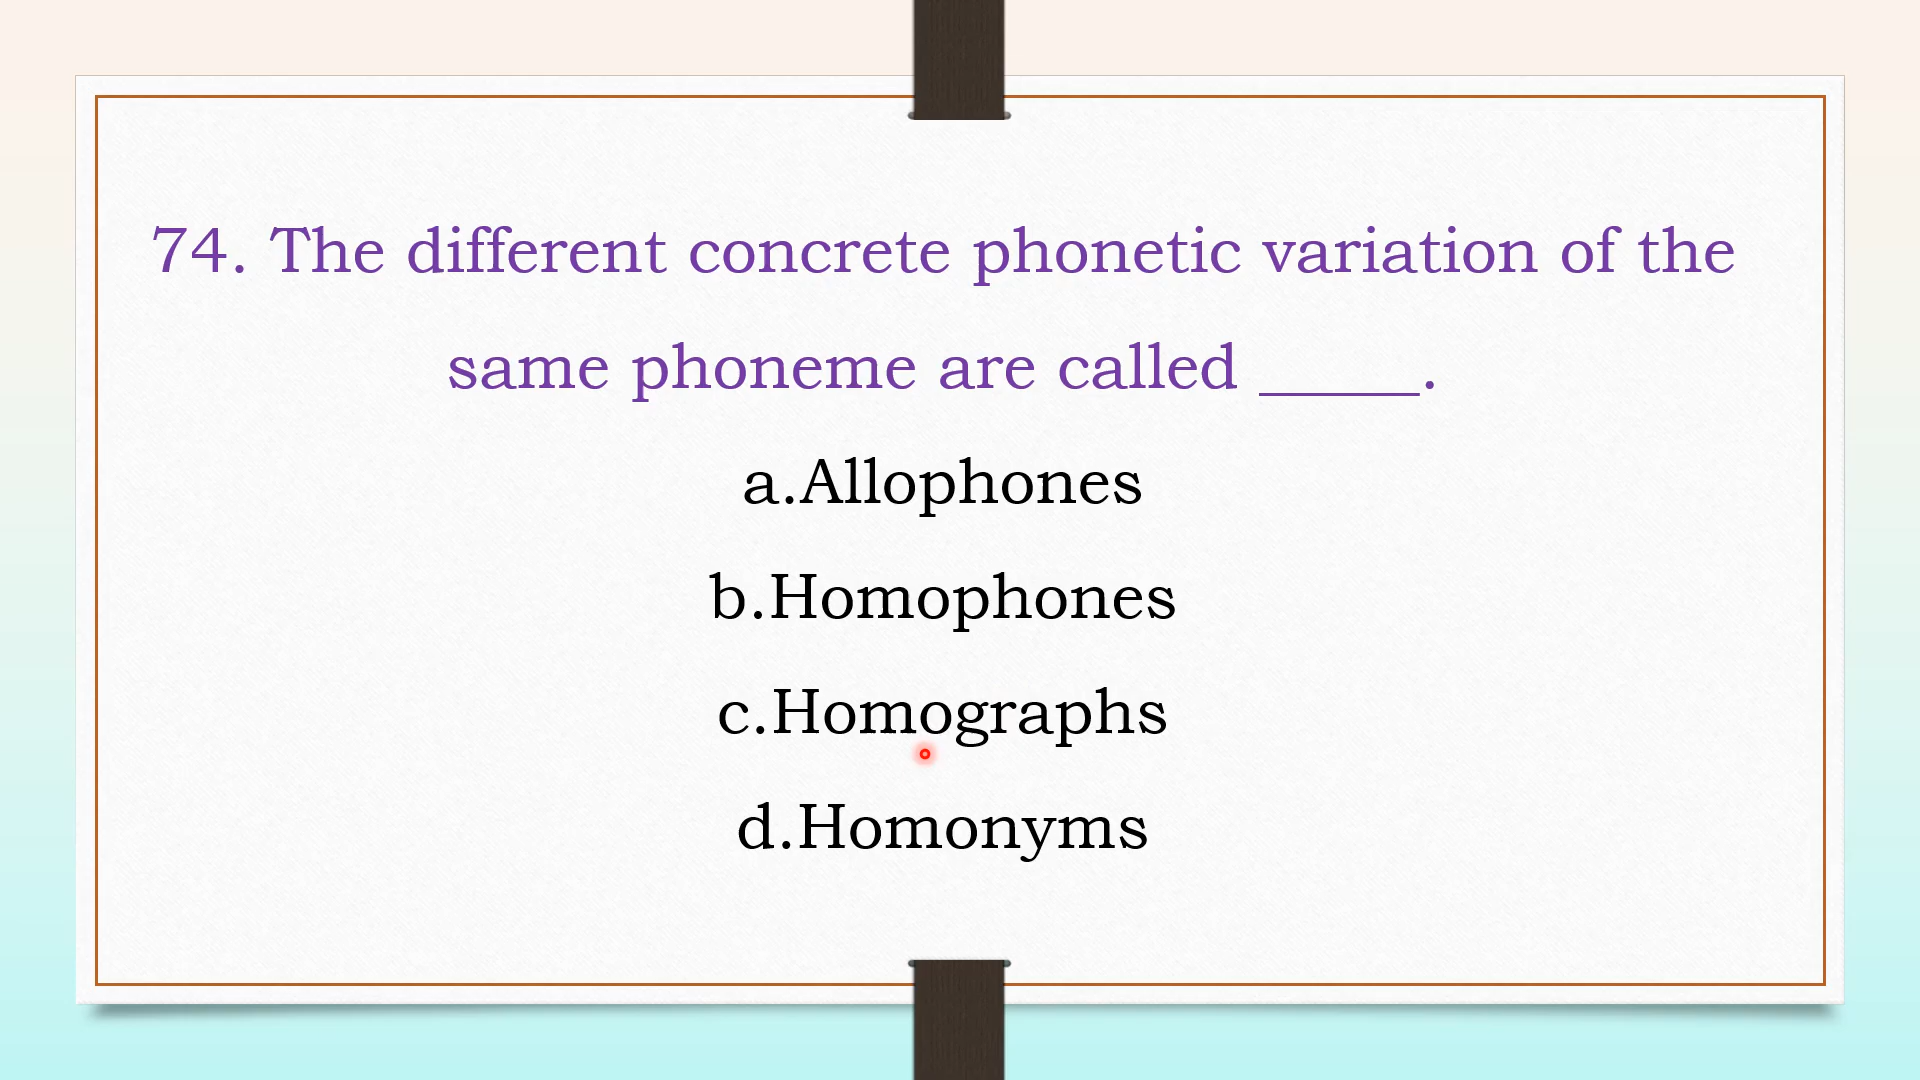 74. The different concrete phonetic variation of the
same phoneme are called _____.
a.Allophones
b.Homophones
c.Homographs
d.Homonyms